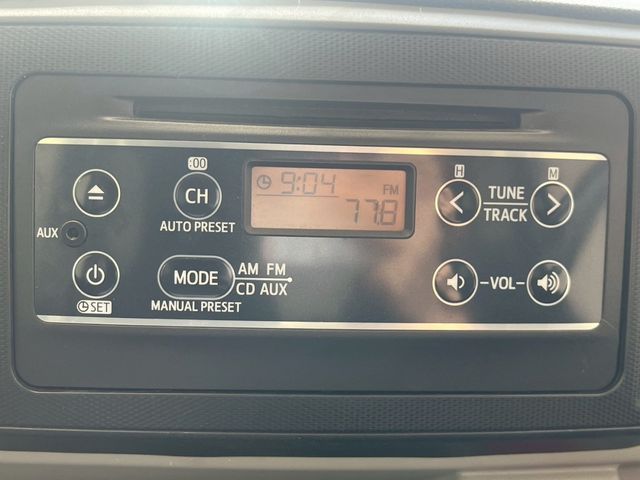 :00
CH
AUTO PRESET
AUX
SET
MODE
AM FM
CD AUX
MANUAL PRESET
9:04
FM
77.8
H
M
TUNE
TRACK
VOL